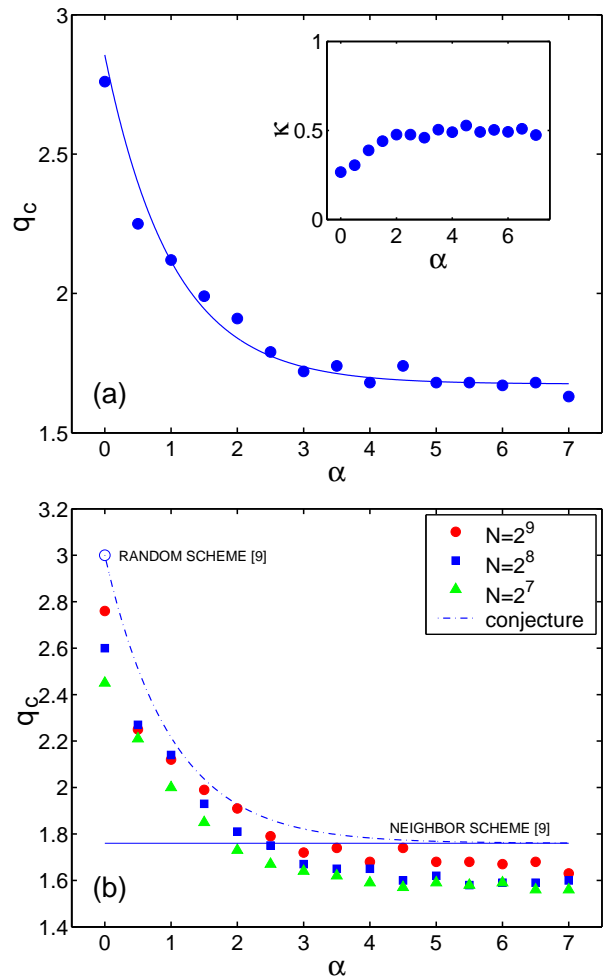 3
2.5
2
1.5
q_c
0 1 2 3 4 5 6 7
α
(a)
1
0.5
0
κ
0 2 4 6
α
3.2
3
2.8
2.6
2.4
2.2
2
1.8
1.6
1.4
q_c
RANDOM SCHEME [9]
N=2^9
N=2^8
N=2^7
conjecture
NEIGHBOR SCHEME [9]
(b)
0 1 2 3 4 5 6 7
α